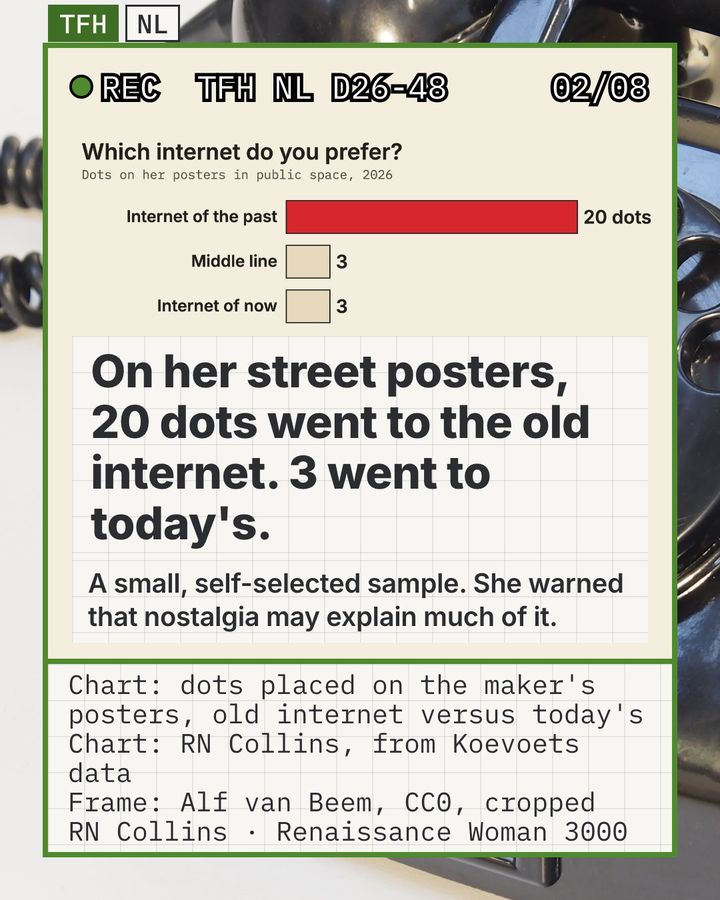 TFH NL
REC TFH NL D26-48 02/08
Which internet do you prefer?
Dots on her posters in public space, 2026
Internet of the past 20 dots
Middle line 3
Internet of now 3
On her street posters,
20 dots went to the old
internet. 3 went to
today's.
A small, self-selected sample. She warned
that nostalgia may explain much of it.
Chart: dots placed on the maker's
posters, old internet versus today's
Chart: RN Collins, from Koevoets
data
Frame: Alf van Beem, CC0, cropped
RN Collins · Renaissance Woman 3000